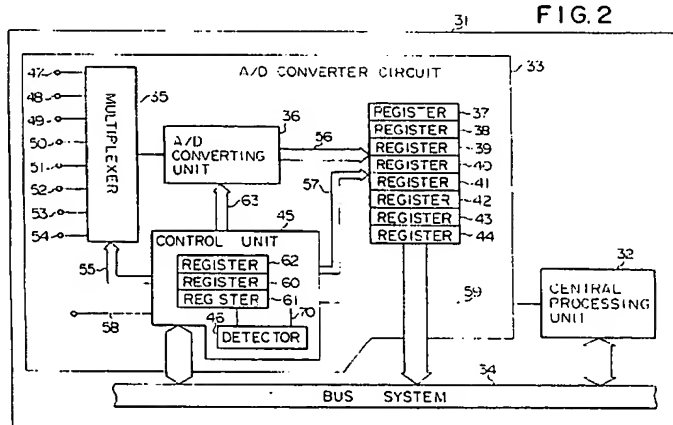 FIG. 2
31
A/D CONVERTER CIRCUIT
33
47
48
49
50
51
52
53
54
MULTIPLEXER
35
A/D CONVERTING UNIT
36
56
57
63
REGISTER 37
REGISTER 38
REGISTER 39
REGISTER 40
REGISTER 41
REGISTER 42
REGISTER 43
REGISTER 44
55
CONTROL UNIT
45
REGISTER 62
REGISTER 60
REG STER 61
46
70
DETECTOR
58
59
32
CENTRAL PROCESSING UNIT
34
BUS SYSTEM